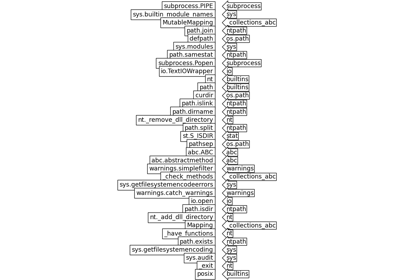 subprocess.PIPE subprocess
sys.builtin_module_names sys
MutableMapping _collections_abc
path.join ntpath
defpath os.path
sys.modules sys
path.samestat ntpath
subprocess.Popen subprocess
io.TextIOWrapper io
nt builtins
path builtins
curdir os.path
path.islink ntpath
path.dirname ntpath
nt._remove_dll_directory nt
path.split ntpath
st.S_ISDIR stat
pathsep os.path
abc.ABC abc
abc.abstractmethod abc
warnings.simplefilter warnings
_check_methods _collections_abc
sys.getfilesystemencodeerrors sys
warnings.catch_warnings warnings
io.open io
path.isdir ntpath
nt._add_dll_directory nt
Mapping _collections_abc
_have_functions nt
path.exists ntpath
sys.getfilesystemencoding sys
sys.audit sys
_exit nt
posix builtins